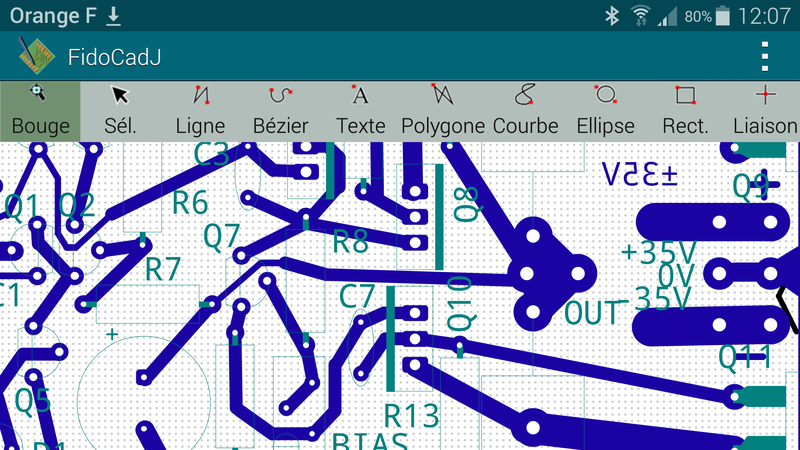 Orange F 80% 12:07
FidoCadJ
Bouge Sél. Ligne Bézier Texte Polygone Courbe Ellipse Rect. Liaison
C3
±35V
Q9
Q1 Q2 R6 Q8
Q7 R8
+35V
R7 0V
C1 C7 Q10 -35V
OUT
+
Q11
Q5 R13
BIAS